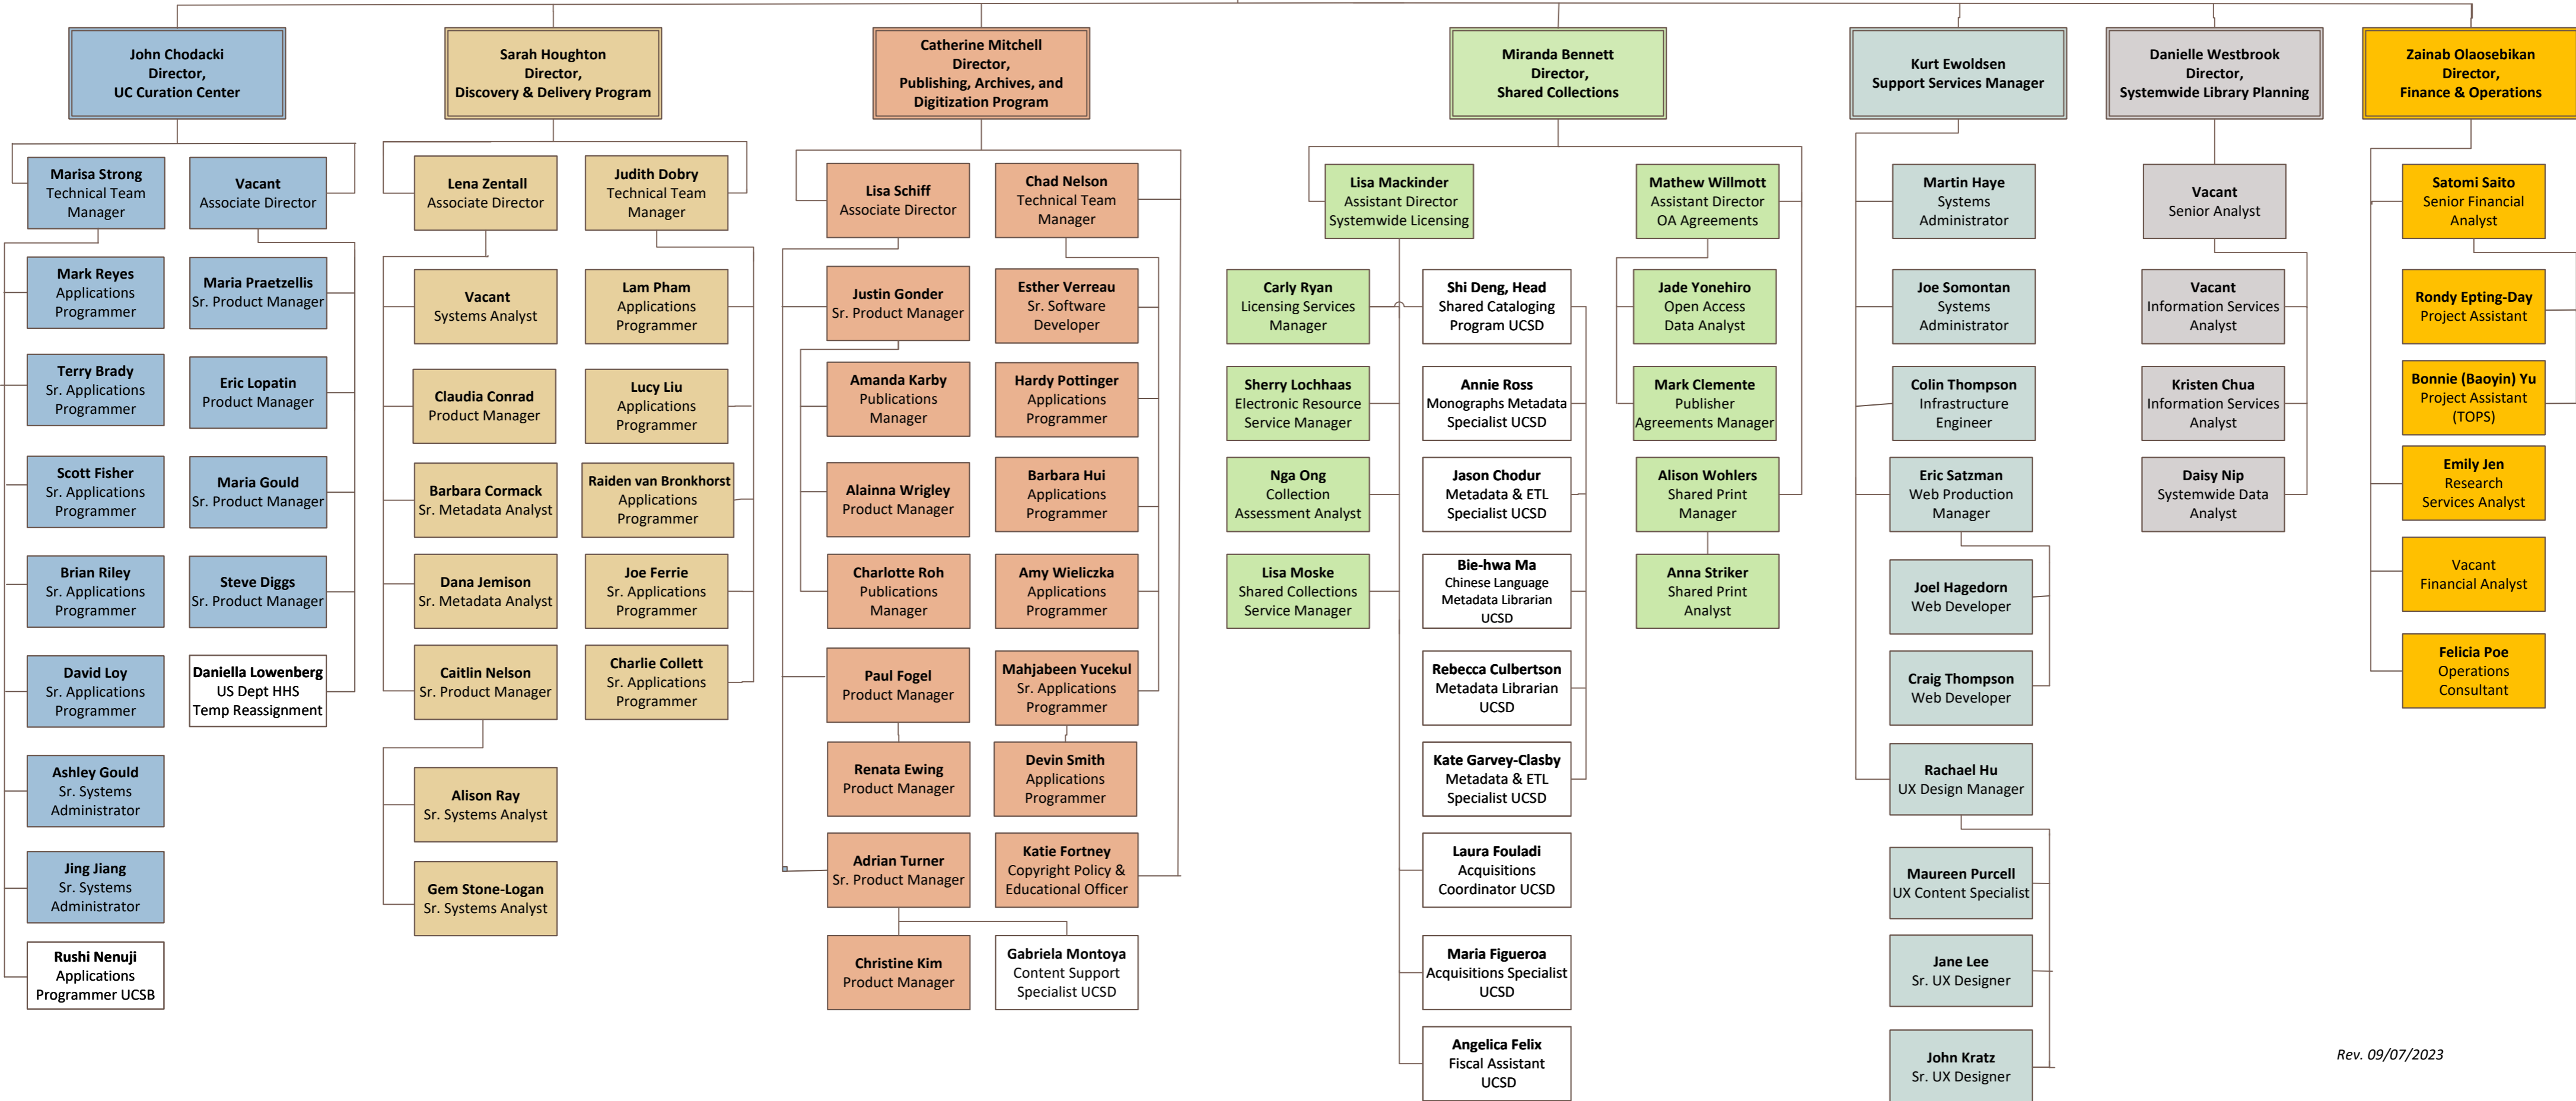 John Chodacki
Director,
UC Curation Center
Marisa Strong
Technical Team
Manager
Vacant
Associate Director
Mark Reyes
Applications
Programmer
Maria Praetzellis
Sr. Product Manager
Terry Brady
Sr. Applications
Programmer
Eric Lopatin
Product Manager
Scott Fisher
Sr. Applications
Programmer
Maria Gould
Sr. Product Manager
Brian Riley
Sr. Applications
Programmer
Steve Diggs
Sr. Product Manager
David Loy
Sr. Applications
Programmer
Daniella Lowenberg
US Dept HHS
Temp Reassignment
Ashley Gould
Sr. Systems
Administrator
Jing Jiang
Sr. Systems
Administrator
Rushi Nenuji
Applications
Programmer UCSB
Sarah Houghton
Director,
Discovery & Delivery Program
Lena Zentall
Associate Director
Judith Dobry
Technical Team
Manager
Vacant
Systems Analyst
Lam Pham
Applications
Programmer
Claudia Conrad
Product Manager
Lucy Liu
Applications
Programmer
Barbara Cormack
Sr. Metadata Analyst
Raiden van Bronkhorst
Applications
Programmer
Dana Jemison
Sr. Metadata Analyst
Joe Ferrie
Sr. Applications
Programmer
Caitlin Nelson
Sr. Product Manager
Charlie Collett
Sr. Applications
Programmer
Alison Ray
Sr. Systems Analyst
Gem Stone-Logan
Sr. Systems Analyst
Catherine Mitchell
Director,
Publishing, Archives, and
Digitization Program
Lisa Schiff
Associate Director
Chad Nelson
Technical Team
Manager
Justin Gonder
Sr. Product Manager
Esther Verreau
Sr. Software
Developer
Amanda Karby
Publications
Manager
Hardy Pottinger
Applications
Programmer
Alainna Wrigley
Product Manager
Barbara Hui
Applications
Programmer
Charlotte Roh
Publications
Manager
Amy Wieliczka
Applications
Programmer
Paul Fogel
Product Manager
Mahjabeen Yucekul
Sr. Applications
Programmer
Renata Ewing
Product Manager
Devin Smith
Applications
Programmer
Adrian Turner
Sr. Product Manager
Katie Fortney
Copyright Policy &
Educational Officer
Christine Kim
Product Manager
Gabriela Montoya
Content Support
Specialist UCSD
Miranda Bennett
Director,
Shared Collections
Lisa Mackinder
Assistant Director
Systemwide Licensing
Mathew Willmott
Assistant Director
OA Agreements
Carly Ryan
Licensing Services
Manager
Shi Deng, Head
Shared Cataloging
Program UCSD
Jade Yonehiro
Open Access
Data Analyst
Sherry Lochhaas
Electronic Resource
Service Manager
Annie Ross
Monographs Metadata
Specialist UCSD
Mark Clemente
Publisher
Agreements Manager
Nga Ong
Collection
Assessment Analyst
Jason Chodur
Metadata & ETL
Specialist UCSD
Alison Wohlers
Shared Print
Manager
Lisa Moske
Shared Collections
Service Manager
Bie-hwa Ma
Chinese Language
Metadata Librarian
UCSD
Anna Striker
Shared Print
Analyst
Rebecca Culbertson
Metadata Librarian
UCSD
Kate Garvey-Clasby
Metadata & ETL
Specialist UCSD
Laura Fouladi
Acquisitions
Coordinator UCSD
Maria Figueroa
Acquisitions Specialist
UCSD
Angelica Felix
Fiscal Assistant
UCSD
Kurt Ewoldsen
Support Services Manager
Martin Haye
Systems
Administrator
Joe Somontan
Systems
Administrator
Colin Thompson
Infrastructure
Engineer
Eric Satzman
Web Production
Manager
Joel Hagedorn
Web Developer
Craig Thompson
Web Developer
Rachael Hu
UX Design Manager
Maureen Purcell
UX Content Specialist
Jane Lee
Sr. UX Designer
John Kratz
Sr. UX Designer
Danielle Westbrook
Director,
Systemwide Library Planning
Vacant
Senior Analyst
Vacant
Information Services
Analyst
Kristen Chua
Information Services
Analyst
Daisy Nip
Systemwide Data
Analyst
Zainab Olaosebikan
Director,
Finance & Operations
Satomi Saito
Senior Financial
Analyst
Rondy Epting-Day
Project Assistant
Bonnie (Baoyin) Yu
Project Assistant
(TOPS)
Emily Jen
Research
Services Analyst
Vacant
Financial Analyst
Felicia Poe
Operations
Consultant
Rev. 09/07/2023